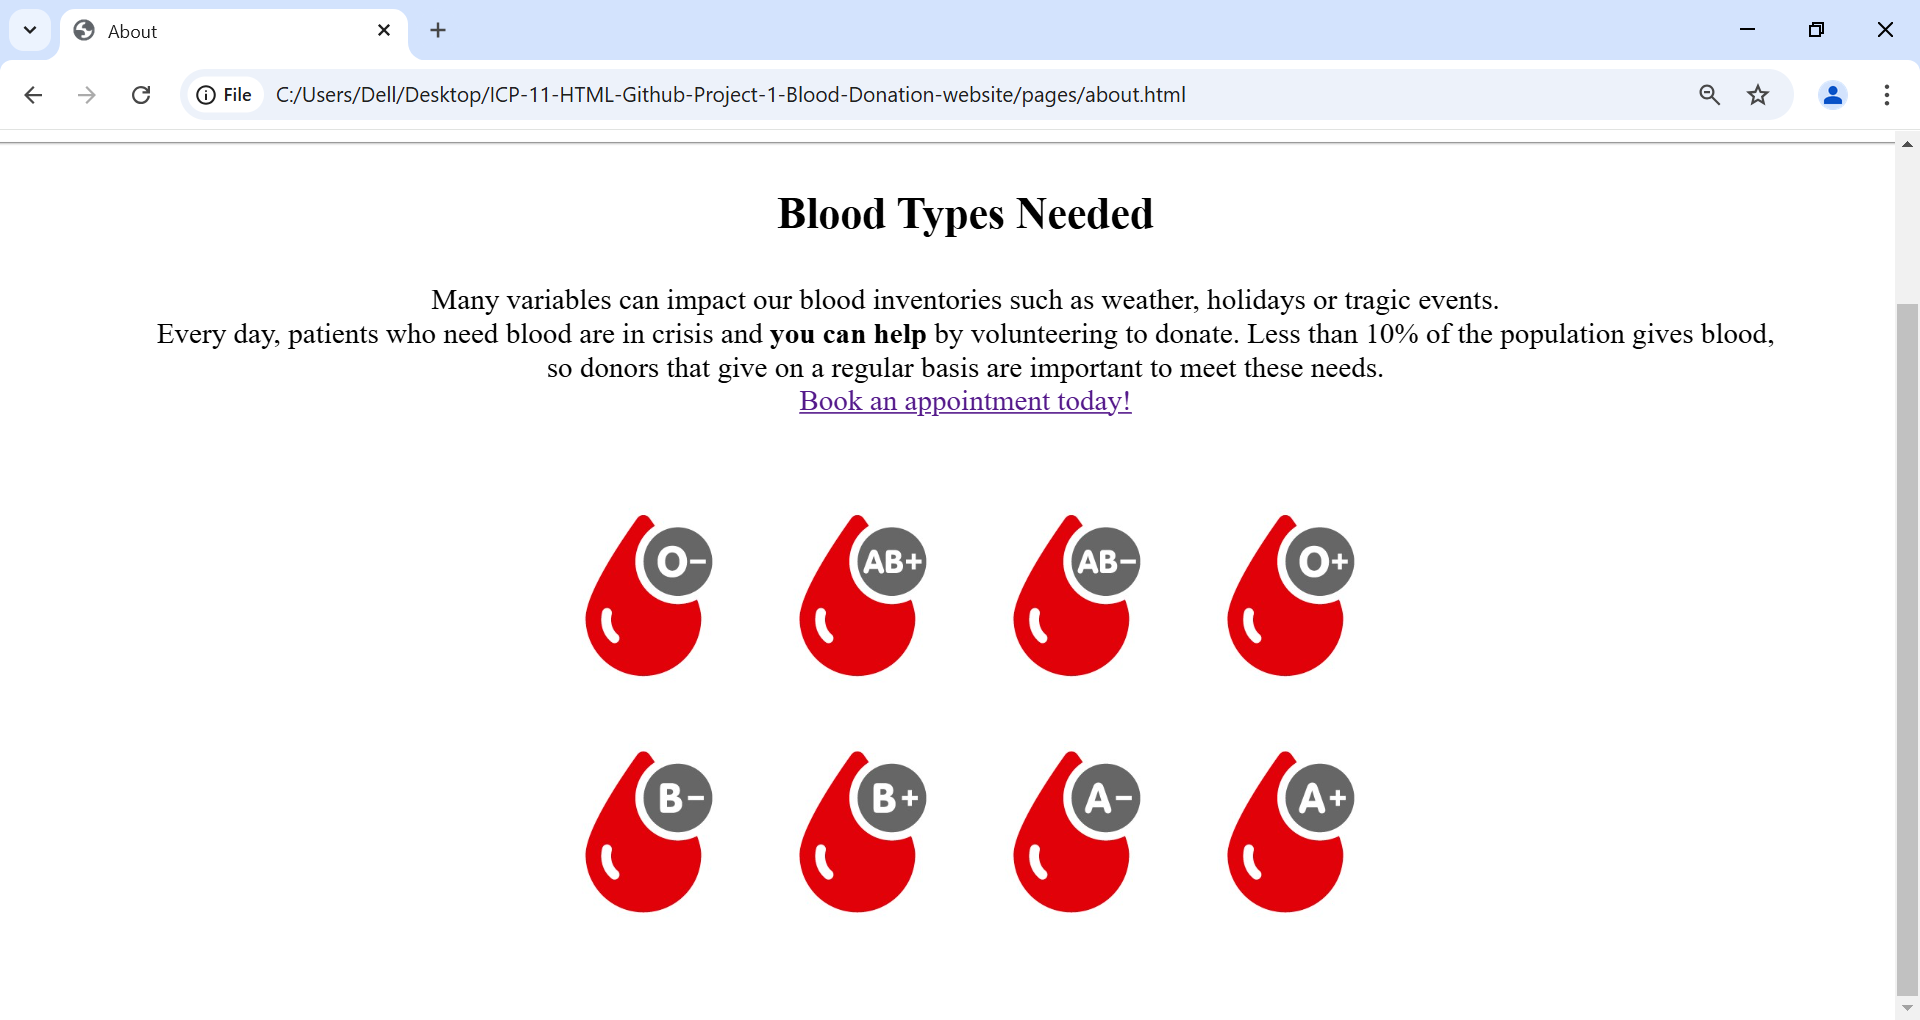 About
File C:/Users/Dell/Desktop/ICP-11-HTML-Github-Project-1-Blood-Donation-website/pages/about.html
Blood Types Needed
Many variables can impact our blood inventories such as weather, holidays or tragic events.
Every day, patients who need blood are in crisis and you can help by volunteering to donate. Less than 10% of the population gives blood,
so donors that give on a regular basis are important to meet these needs.
Book an appointment today!
O− AB+ AB− O+
B− B+ A− A+